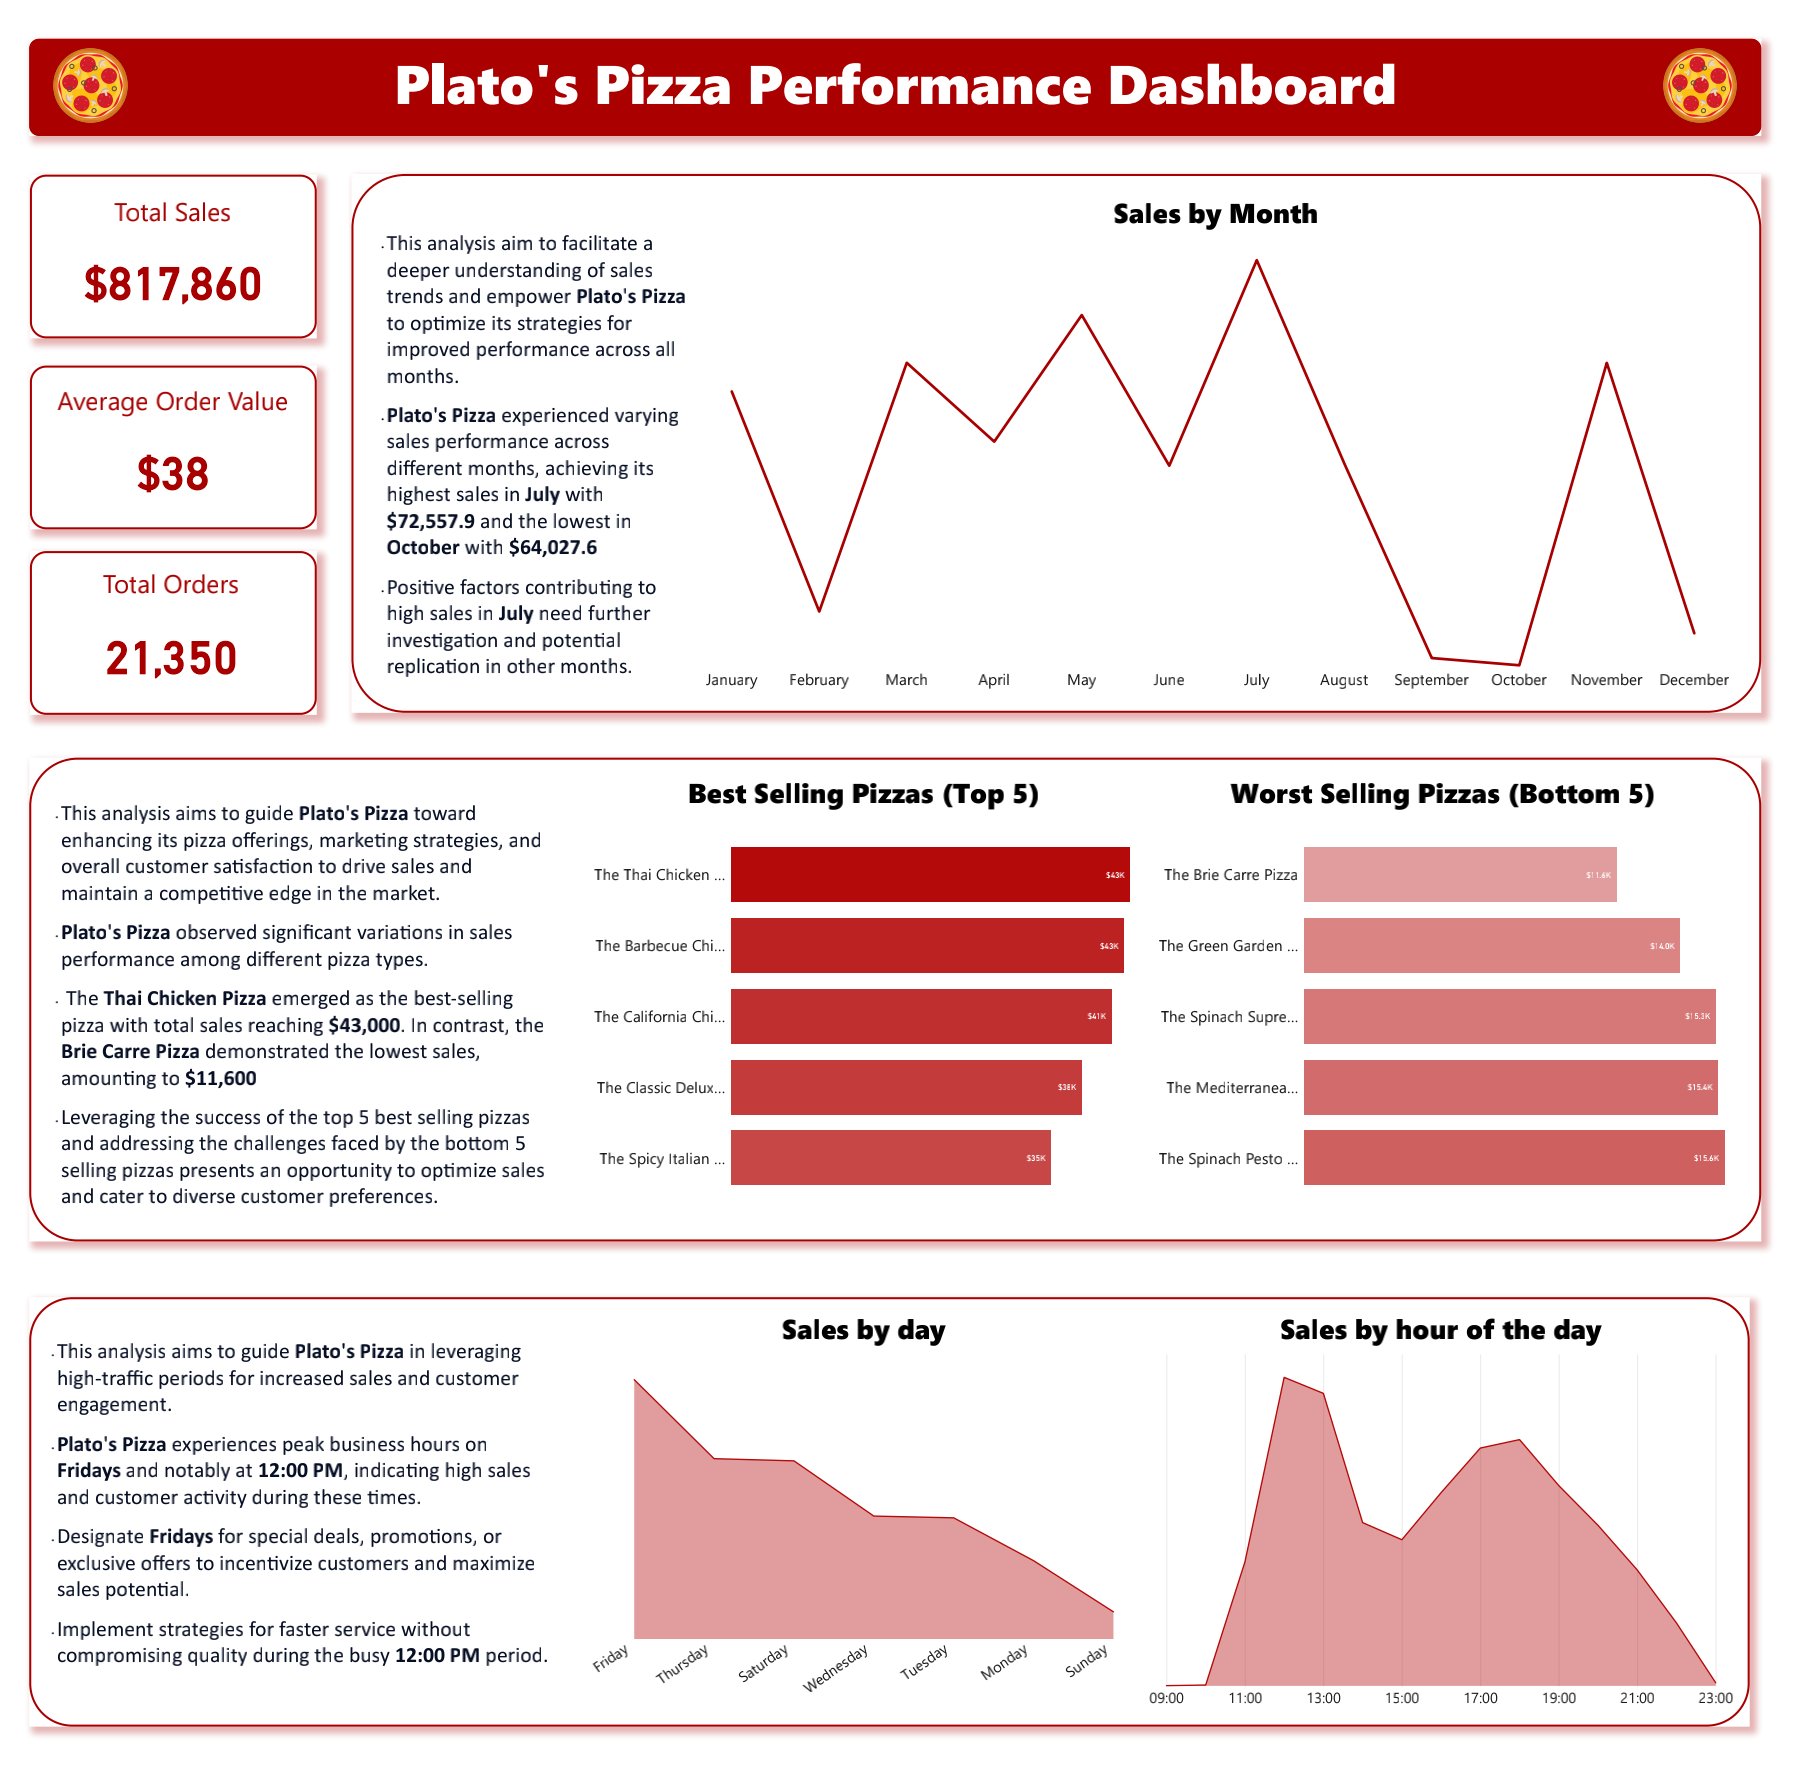 Plato's Pizza Performance Dashboard
Total Sales
$817,860
Average Order Value
$38
Total Orders
21,350
Sales by Month
.This analysis aim to facilitate a
deeper understanding of sales
trends and empower Plato's Pizza
to optimize its strategies for
improved performance across all
months.
.Plato's Pizza experienced varying
sales performance across
different months, achieving its
highest sales in July with
$72,557.9 and the lowest in
October with $64,027.6
.Positive factors contributing to
high sales in July need further
investigation and potential
replication in other months.
January February March April May June July August September October November December
.This analysis aims to guide Plato's Pizza toward
enhancing its pizza offerings, marketing strategies, and
overall customer satisfaction to drive sales and
maintain a competitive edge in the market.
.Plato's Pizza observed significant variations in sales
performance among different pizza types.
. The Thai Chicken Pizza emerged as the best-selling
pizza with total sales reaching $43,000. In contrast, the
Brie Carre Pizza demonstrated the lowest sales,
amounting to $11,600
.Leveraging the success of the top 5 best selling pizzas
and addressing the challenges faced by the bottom 5
selling pizzas presents an opportunity to optimize sales
and cater to diverse customer preferences.
Best Selling Pizzas (Top 5)
The Thai Chicken ... $43K
The Barbecue Chi... $43K
The California Chi... $41K
The Classic Delux... $38K
The Spicy Italian ... $35K
Worst Selling Pizzas (Bottom 5)
The Brie Carre Pizza $11.6K
The Green Garden ... $14.0K
The Spinach Supre... $15.3K
The Mediterranea... $15.4K
The Spinach Pesto ... $15.6K
.This analysis aims to guide Plato's Pizza in leveraging
high-traffic periods for increased sales and customer
engagement.
.Plato's Pizza experiences peak business hours on
Fridays and notably at 12:00 PM, indicating high sales
and customer activity during these times.
.Designate Fridays for special deals, promotions, or
exclusive offers to incentivize customers and maximize
sales potential.
.Implement strategies for faster service without
compromising quality during the busy 12:00 PM period.
Sales by day
Friday Thursday Saturday Wednesday Tuesday Monday Sunday
Sales by hour of the day
09:00 11:00 13:00 15:00 17:00 19:00 21:00 23:00